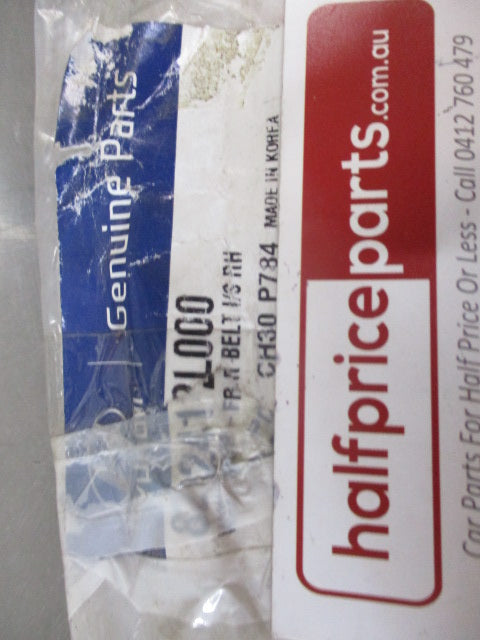 Genuine Parts
2L000
BELT I/S RH
CH30 P784 MADE IN KOREA
halfpriceparts.com.au
Car Parts For Half Price Or Less - Call 0412 760 479